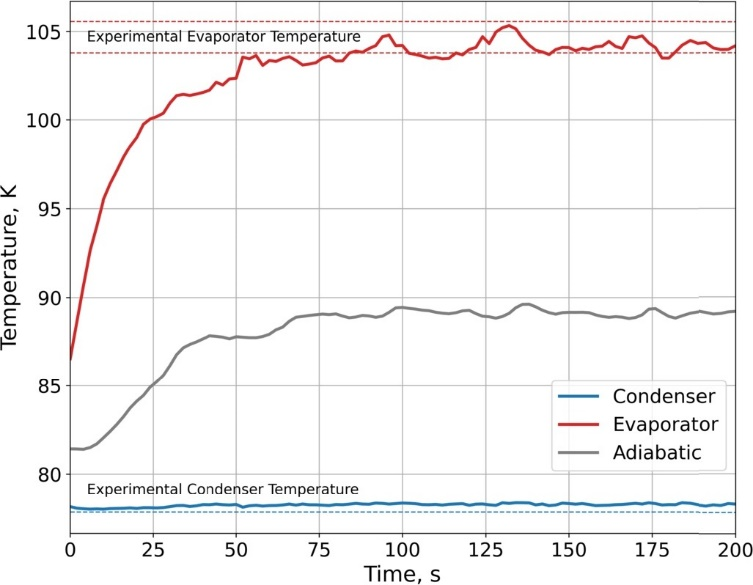 Experimental Evaporator Temperature
105
100
95
90
85
80
Temperature, K
Condenser
Evaporator
Adiabatic
Experimental Condenser Temperature
0 25 50 75 100 125 150 175 200
Time, s